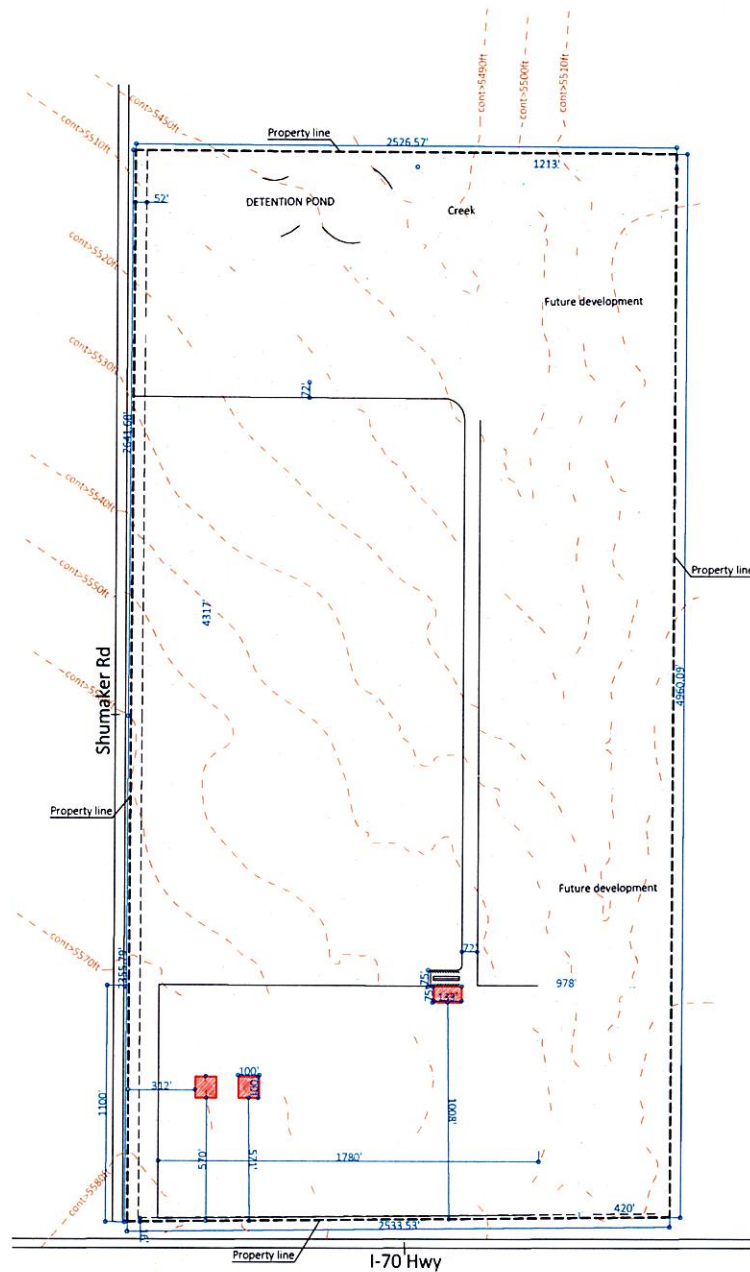 cont>5490ft
cont>5500ft
cont>5510ft
cont>5450ft
cont>5510ft
Property line
2526.57'
1213'
52'
DETENTION POND
Creek
cont>5520ft
Future development
cont>5530ft
72'
2641.68'
cont>5540ft
cont>5550ft
Property line
4317'
4960.09'
Shumaker Rd
Property line
Future development
cont>5570ft
72'
75'
978'
75'
100'
100'
312'
1100'
1008'
570'
571'
1780'
cont>5580ft
420'
2533.53'
Property line
I-70 Hwy